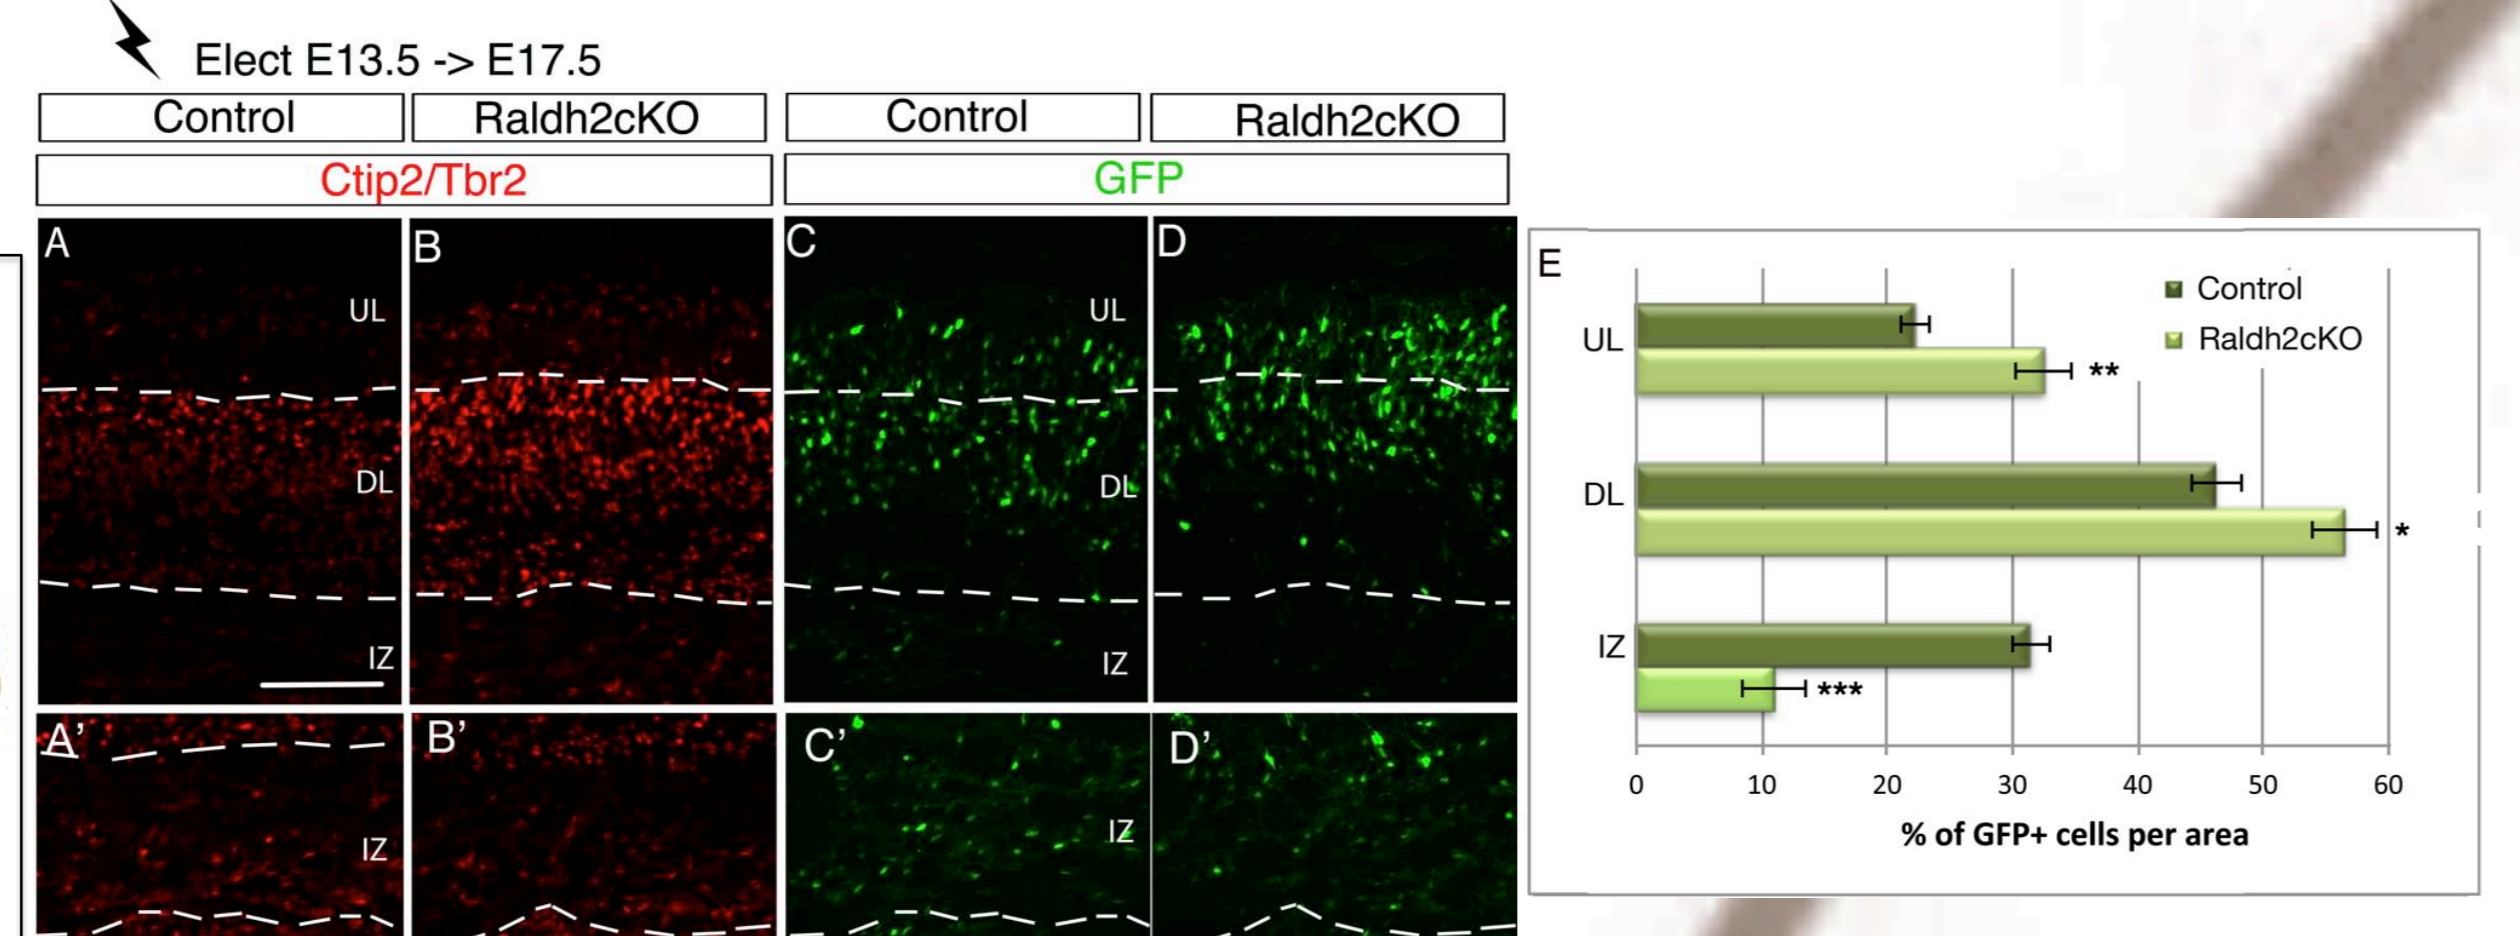 Elect E13.5 -> E17.5
Control
Raldh2cKO
Control
Raldh2cKO
Ctip2/Tbr2
GFP
A
UL
DL
IZ
B
C
UL
DL
IZ
D
A’
IZ
B’
C’
IZ
D’
E
Control
Raldh2cKO
UL
**
DL
*
IZ
***
0 10 20 30 40 50 60
% of GFP+ cells per area